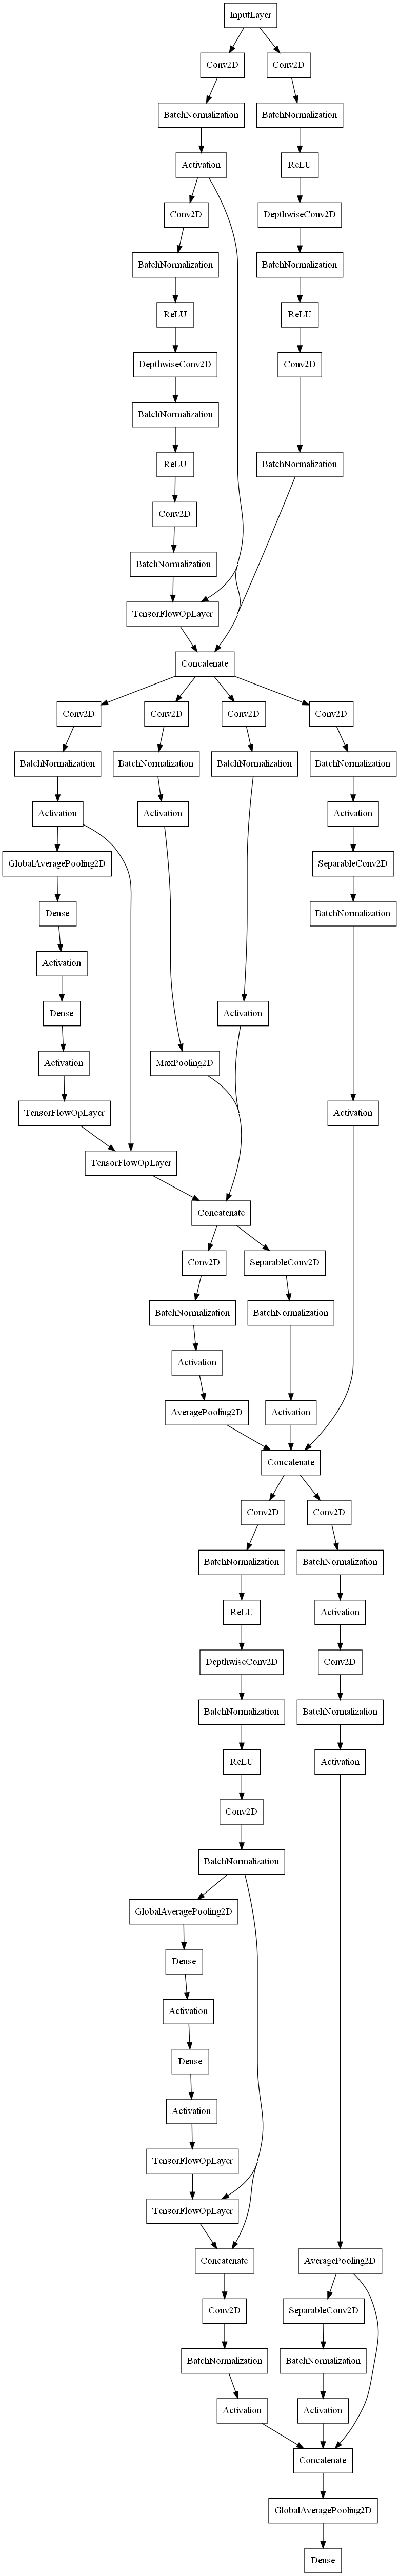 InputLayer
Conv2D Conv2D
BatchNormalization BatchNormalization
Activation ReLU
Conv2D DepthwiseConv2D
BatchNormalization BatchNormalization
ReLU ReLU
DepthwiseConv2D Conv2D
BatchNormalization
ReLU BatchNormalization
Conv2D
BatchNormalization
TensorFlowOpLayer
Concatenate
Conv2D Conv2D Conv2D Conv2D
BatchNormalization BatchNormalization BatchNormalization BatchNormalization
Activation Activation Activation
GlobalAveragePooling2D SeparableConv2D
Dense BatchNormalization
Activation
Dense Activation
Activation MaxPooling2D
TensorFlowOpLayer Activation
TensorFlowOpLayer
Concatenate
Conv2D SeparableConv2D
BatchNormalization BatchNormalization
Activation
AveragePooling2D Activation
Concatenate
Conv2D Conv2D
BatchNormalization BatchNormalization
ReLU Activation
DepthwiseConv2D Conv2D
BatchNormalization BatchNormalization
ReLU Activation
Conv2D
BatchNormalization
GlobalAveragePooling2D
Dense
Activation
Dense
Activation
TensorFlowOpLayer
TensorFlowOpLayer
Concatenate AveragePooling2D
Conv2D SeparableConv2D
BatchNormalization BatchNormalization
Activation Activation
Concatenate
GlobalAveragePooling2D
Dense